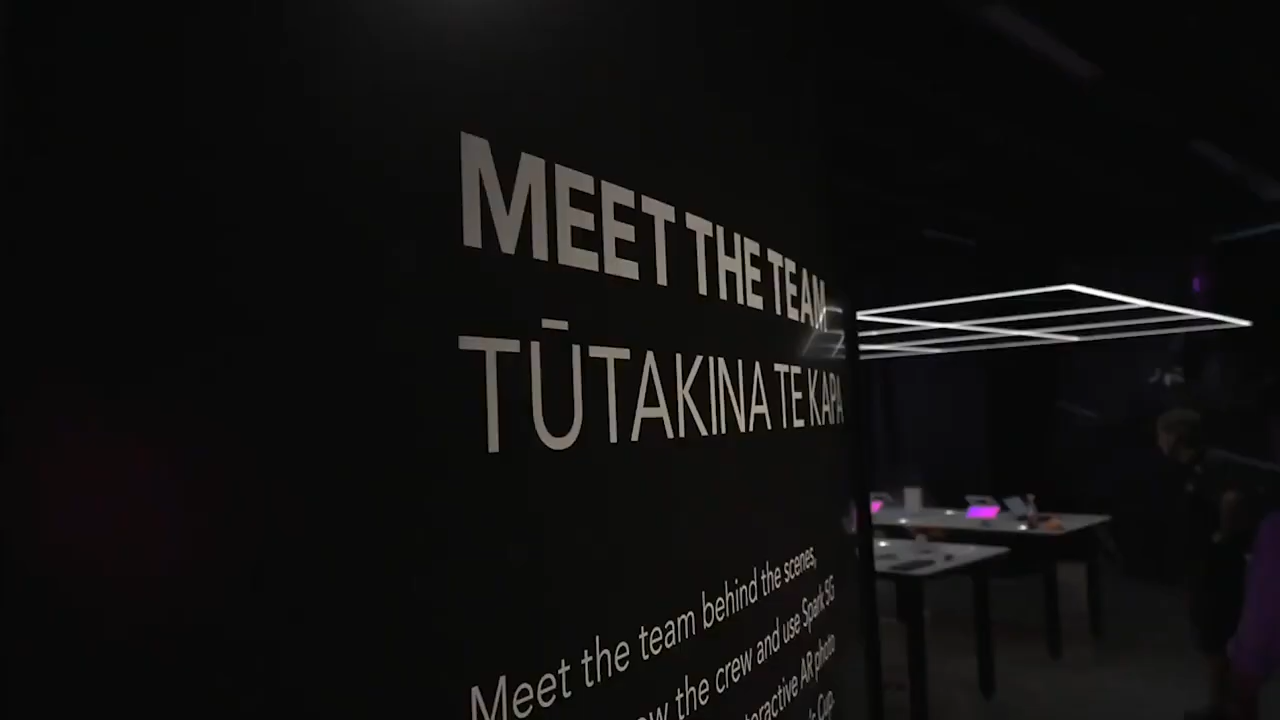 MEET THE TEAM
TŪTAKINA TE KAPA
Meet the team behind the scenes,
the crew and use Spark 5G
AR photo
Cup.